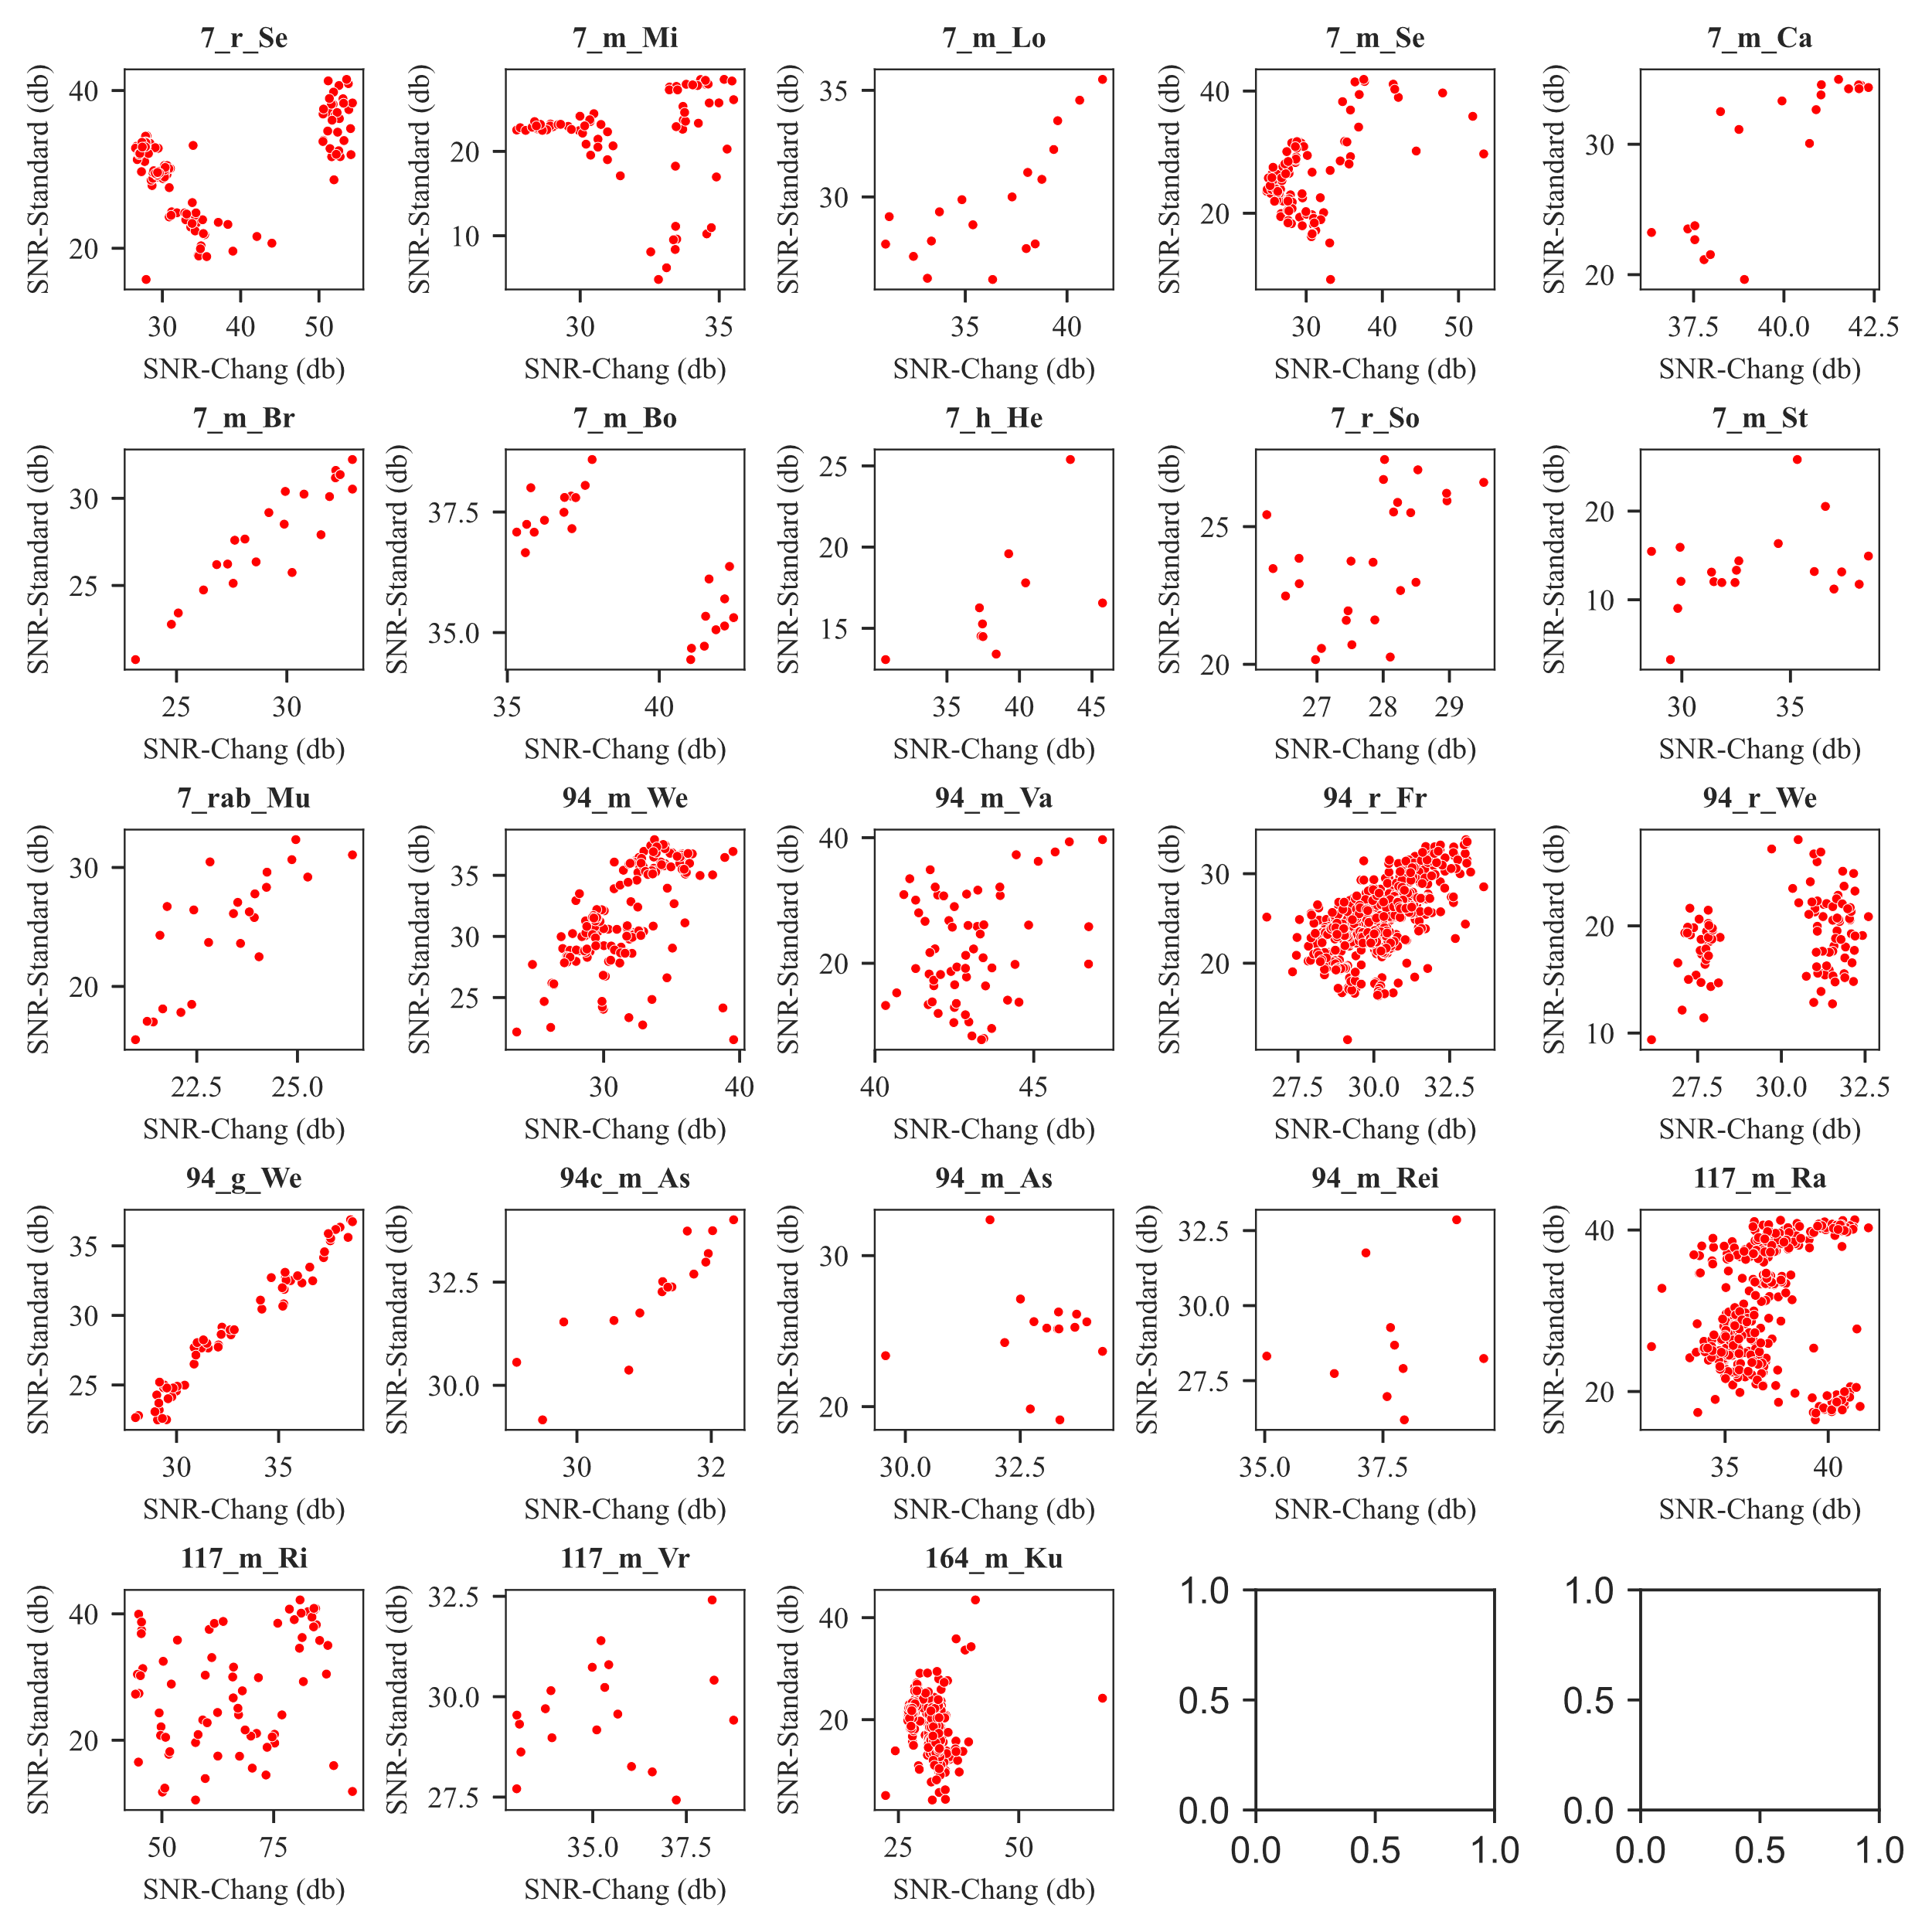 7_r_Se
SNR-Standard (db)
40
30
20
30 40 50
SNR-Chang (db)
7_m_Mi
SNR-Standard (db)
20
10
30 35
SNR-Chang (db)
7_m_Lo
SNR-Standard (db)
35
30
35 40
SNR-Chang (db)
7_m_Se
SNR-Standard (db)
40
20
30 40 50
SNR-Chang (db)
7_m_Ca
SNR-Standard (db)
30
20
37.5 40.0 42.5
SNR-Chang (db)
7_m_Br
SNR-Standard (db)
30
25
25 30
SNR-Chang (db)
7_m_Bo
SNR-Standard (db)
37.5
35.0
35 40
SNR-Chang (db)
7_h_He
SNR-Standard (db)
25
20
15
35 40 45
SNR-Chang (db)
7_r_So
SNR-Standard (db)
25
20
27 28 29
SNR-Chang (db)
7_m_St
SNR-Standard (db)
20
10
30 35
SNR-Chang (db)
7_rab_Mu
SNR-Standard (db)
30
20
22.5 25.0
SNR-Chang (db)
94_m_We
SNR-Standard (db)
35
30
25
30 40
SNR-Chang (db)
94_m_Va
SNR-Standard (db)
40
20
40 45
SNR-Chang (db)
94_r_Fr
SNR-Standard (db)
30
20
27.5 30.0 32.5
SNR-Chang (db)
94_r_We
SNR-Standard (db)
20
10
27.5 30.0 32.5
SNR-Chang (db)
94_g_We
SNR-Standard (db)
35
30
25
30 35
SNR-Chang (db)
94c_m_As
SNR-Standard (db)
32.5
30.0
30 32
SNR-Chang (db)
94_m_As
SNR-Standard (db)
30
20
30.0 32.5
SNR-Chang (db)
94_m_Rei
SNR-Standard (db)
32.5
30.0
27.5
35.0 37.5
SNR-Chang (db)
117_m_Ra
SNR-Standard (db)
40
20
35 40
SNR-Chang (db)
117_m_Ri
SNR-Standard (db)
40
20
50 75
SNR-Chang (db)
117_m_Vr
SNR-Standard (db)
32.5
30.0
27.5
35.0 37.5
SNR-Chang (db)
164_m_Ku
SNR-Standard (db)
40
20
25 50
SNR-Chang (db)
1.0
0.5
0.0
0.0 0.5 1.0
1.0
0.5
0.0
0.0 0.5 1.0